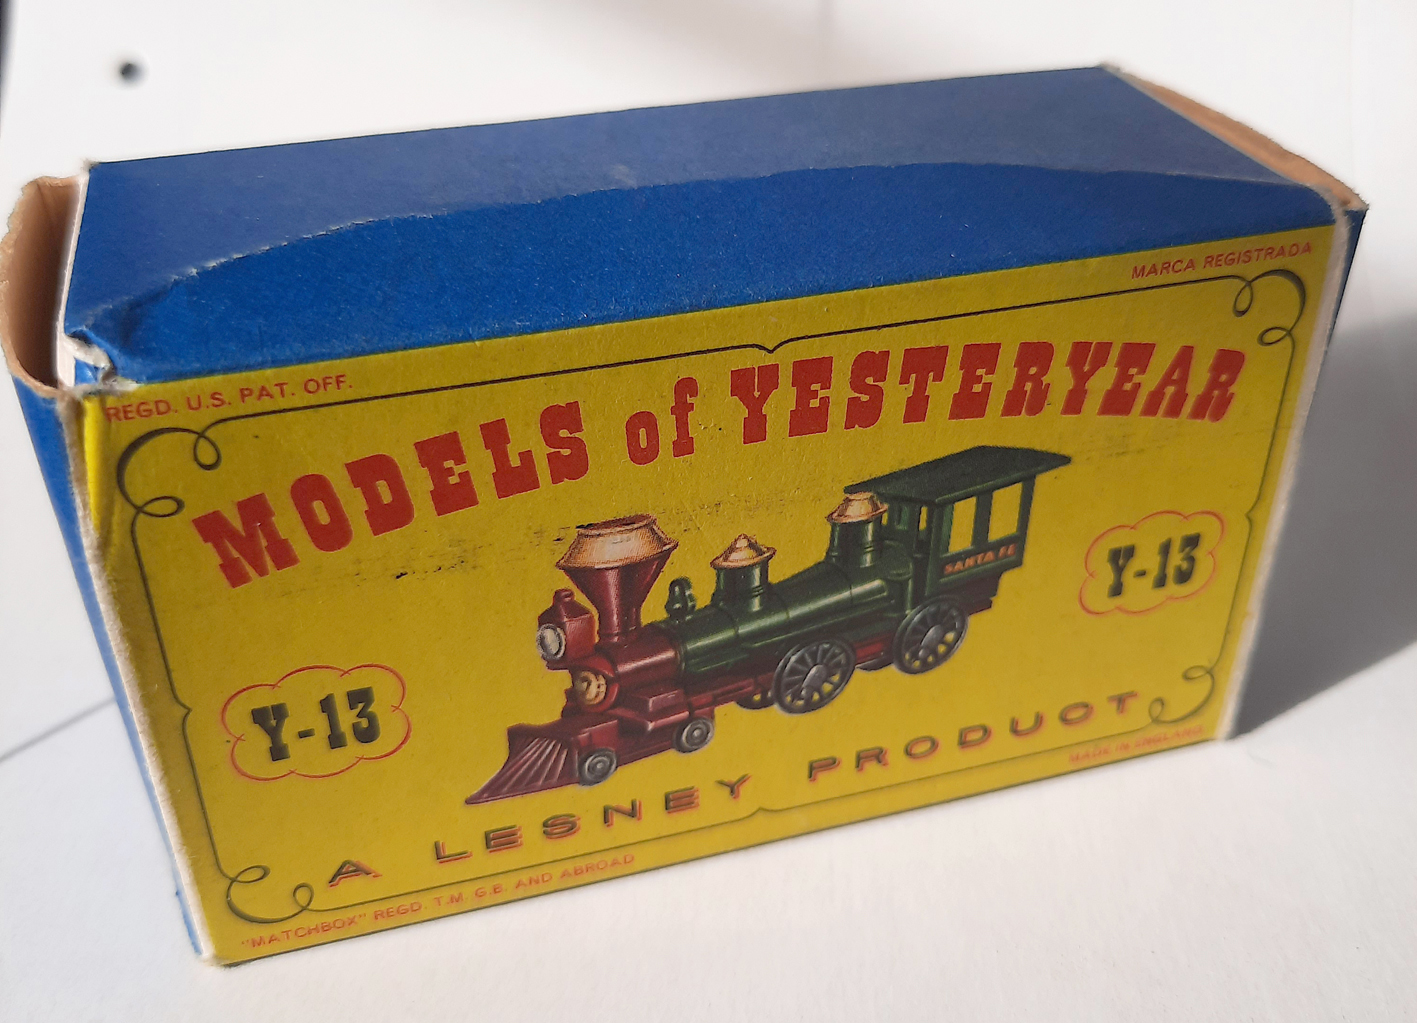 MARCA REGISTRADA
REGD. U.S. PAT. OFF.
MODELS of YESTERYEAR
SANTA FE
Y-13
Y-13
A LESNEY PRODUCT
MADE IN ENGLAND
"MATCHBOX" REGD. T.M. G.B. AND ABROAD